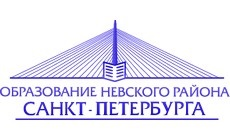 ОБРАЗОВАНИЕ НЕВСКОГО РАЙОНА
САНКТ-ПЕТЕРБУРГА